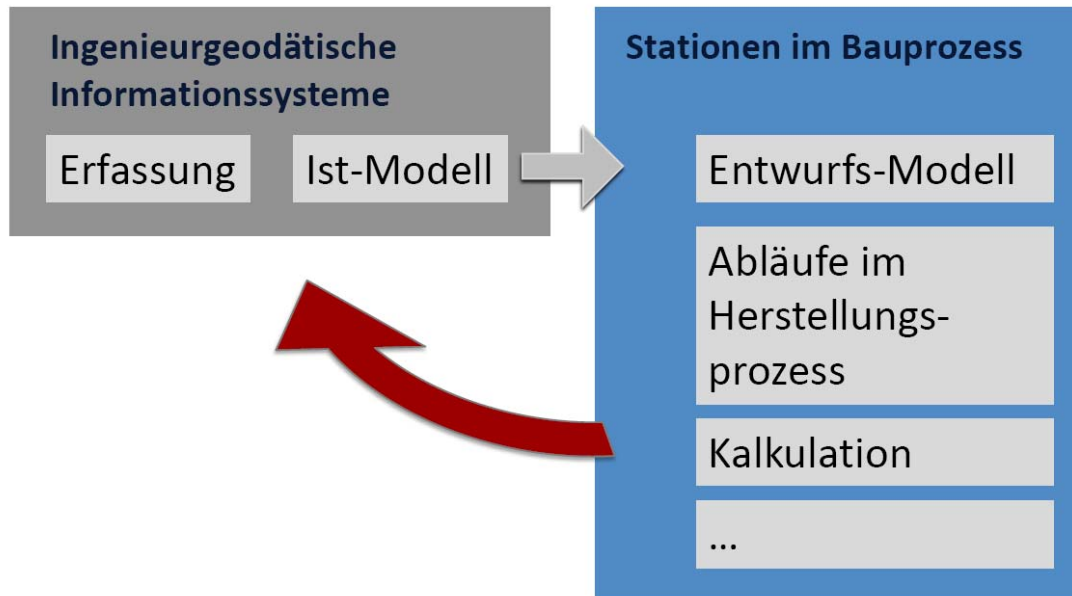 Ingenieurgeodätische
Informationssysteme
Erfassung
Ist-Modell
Stationen im Bauprozess
Entwurfs-Modell
Abläufe im
Herstellungs-
prozess
Kalkulation
...